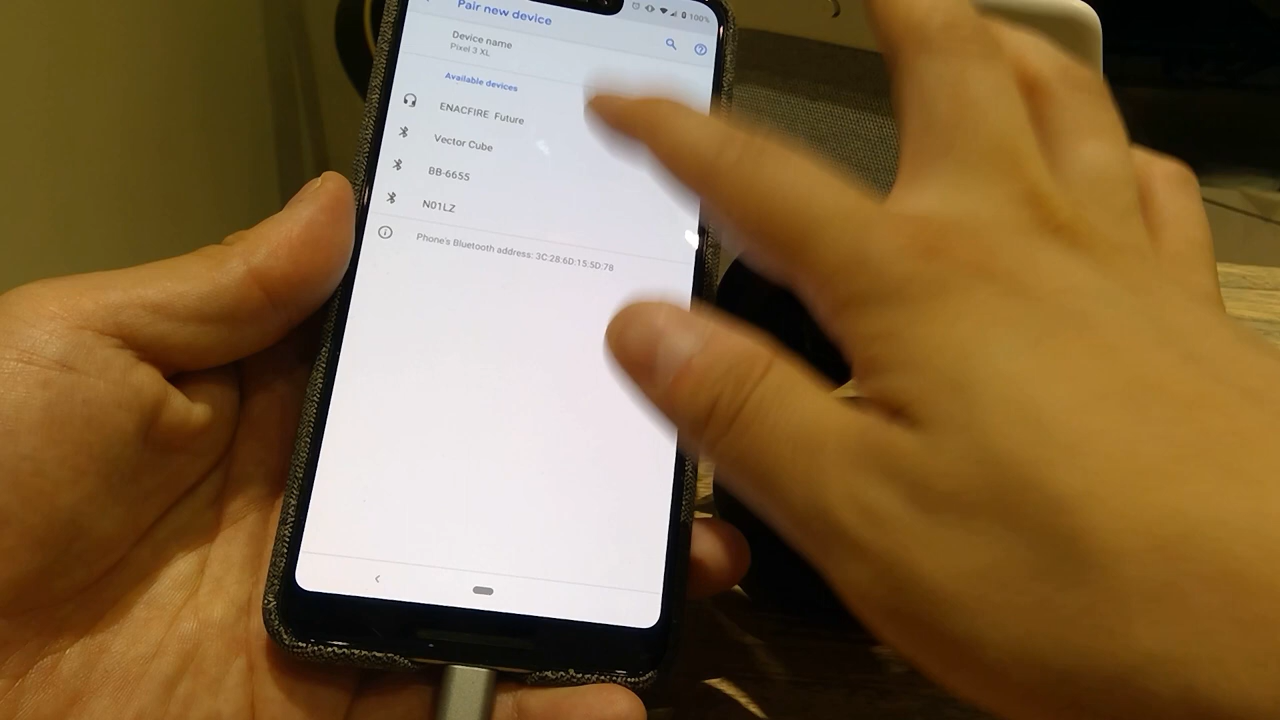 100%
Pair new device
Device name
Pixel 3 XL
Available devices
ENACFIRE Future
Vector Cube
BB-6655
N01LZ
Phone's Bluetooth address: 3C:28:6D:15:5D:78